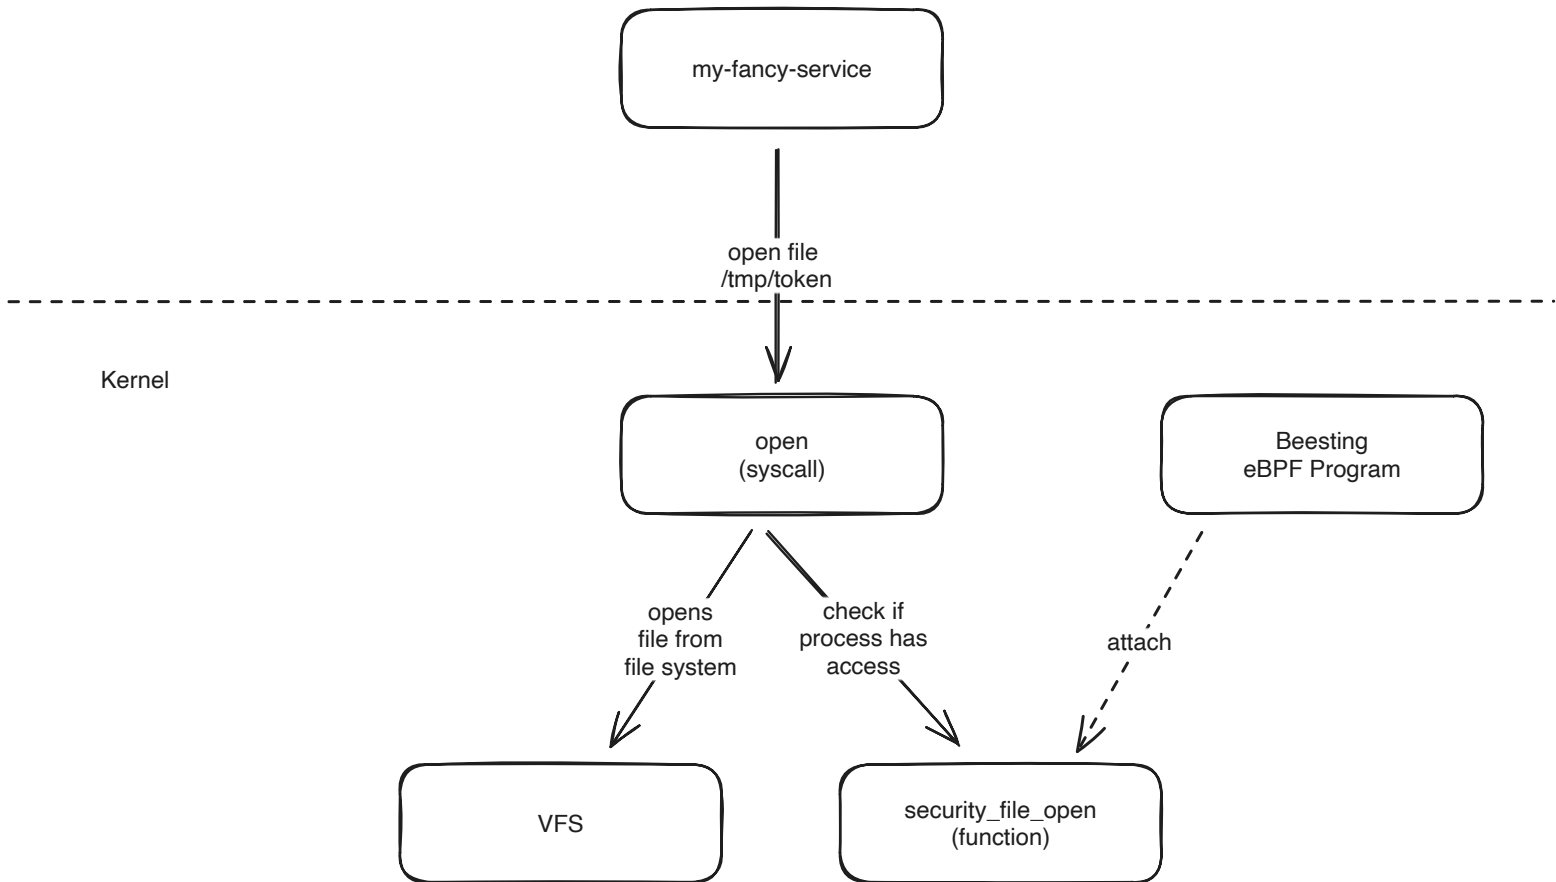 my-fancy-service
open file
/tmp/token
Kernel
open
(syscall)
Beesting
eBPF Program
opens
file from
file system
check if
process has
access
attach
VFS
security_file_open
(function)